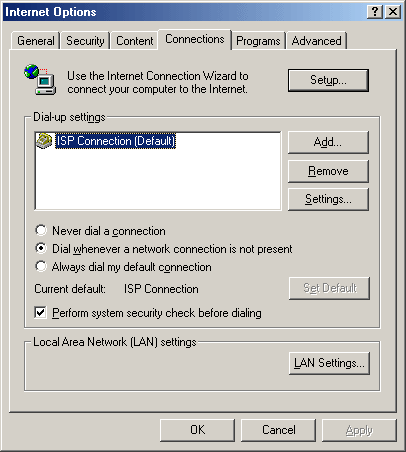 Internet Options
General Security Content Connections Programs Advanced
Use the Internet Connection Wizard to
connect your computer to the Internet.
Setup...
Dial-up settings
ISP Connection (Default)
Add...
Remove
Settings...
Never dial a connection
Dial whenever a network connection is not present
Always dial my default connection
Current default: ISP Connection
Set Default
Perform system security check before dialing
Local Area Network (LAN) settings
LAN Settings...
OK Cancel Apply